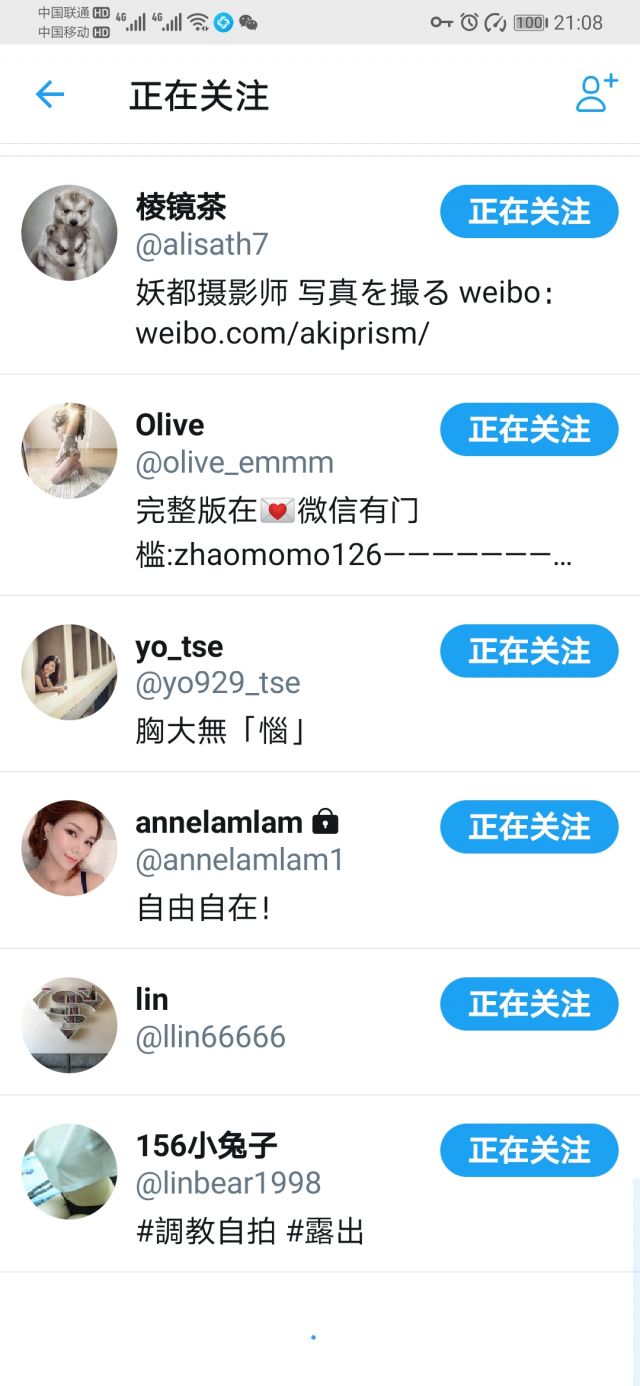 中国联通 HD 4G 4G 100 21:08
中国移动 HD
正在关注
棱镜茶 正在关注
@alisath7
妖都摄影师 写真を撮る weibo:
weibo.com/akiprism/
Olive 正在关注
@olive_emmm
完整版在💌微信有门
槛:zhaomomo126———————…
yo_tse 正在关注
@yo929_tse
胸大無「惱」
annelamlam 正在关注
@annelamlam1
自由自在!
lin 正在关注
@llin66666
156小兔子 正在关注
@linbear1998
#調教自拍 #露出